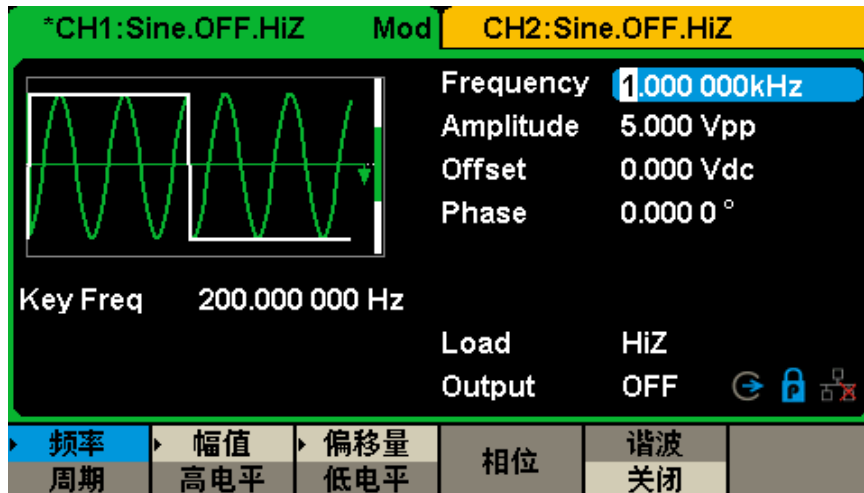 *CH1:Sine.OFF.HiZ Mod CH2:Sine.OFF.HiZ
Frequency 1.000 000kHz
Amplitude 5.000 Vpp
Offset 0.000 Vdc
Phase 0.000 0 °
Key Freq 200.000 000 Hz
Load HiZ
Output OFF P
频率 幅值 偏移量 相位 谐波
周期 高电平 低电平 关闭